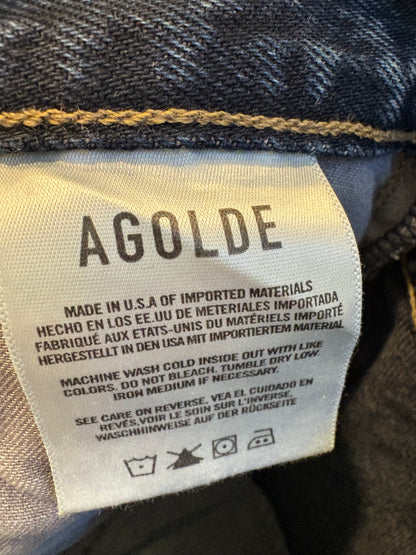 AGOLDE
MADE IN U.S.A OF IMPORTED MATERIALS
HECHO EN LOS EE.UU DE METERIALES IMPORTADA
FABRIQUÉ AUX ETATS-UNIS DU MATÉRIELS IMPORTÉ
HERGESTELLT IN DEN USA MIT IMPORTIERTEM MATERIAL
MACHINE WASH COLD INSIDE OUT WITH LIKE
COLORS. DO NOT BLEACH. TUMBLE DRY LOW.
IRON MEDIUM IF NECESSARY.
SEE CARE ON REVERSE, VEA EL CUIDADO EN
REVÉS, VOIR LE SOIN SUR L'INVERSE,
WASCHHINWEISE AUF DER RÜCKSEITE